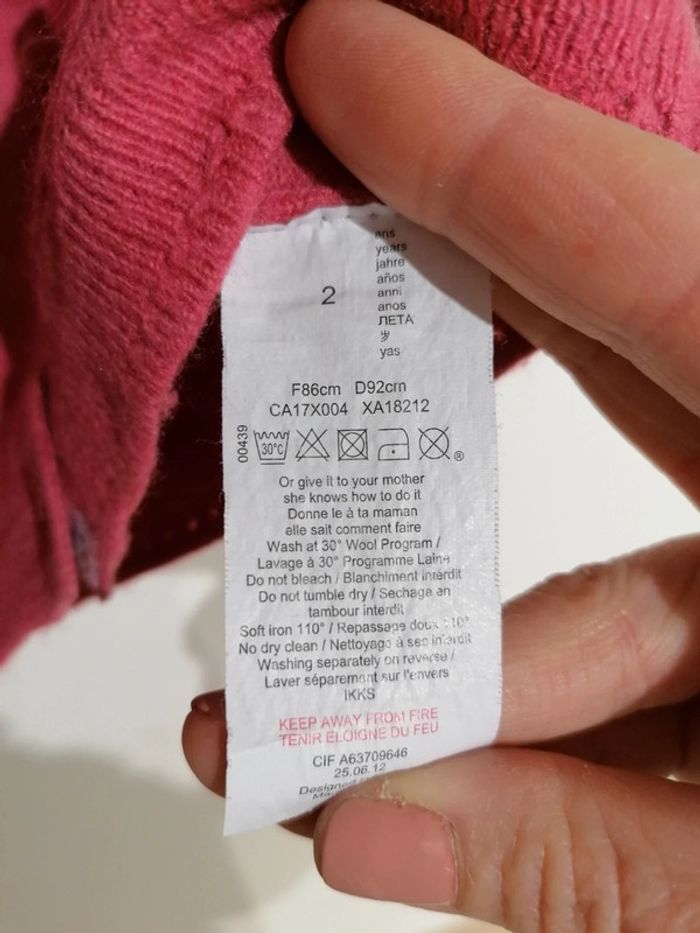 ans
years
jahre
años
anni
anos
ЛЕТА
岁
yas
2
F86cm D92cm
CA17X004 XA18212
00439
30°C
®
Or give it to your mother
she knows how to do it
Donne le à ta maman
elle sait comment faire
Wash at 30° Wool Program /
Lavage à 30° Programme Laine
Do not bleach / Blanchiment interdit
Do not tumble dry / Sechage en
tambour interdit
Soft iron 110° / Repassage doux 110°
No dry clean / Nettoyage à sec interdit
Washing separately on reverse /
Laver séparement sur l'envers
IKKS
KEEP AWAY FROM FIRE
TENIR ELOIGNE DU FEU
CIF A63709646
25.06.12
Designed